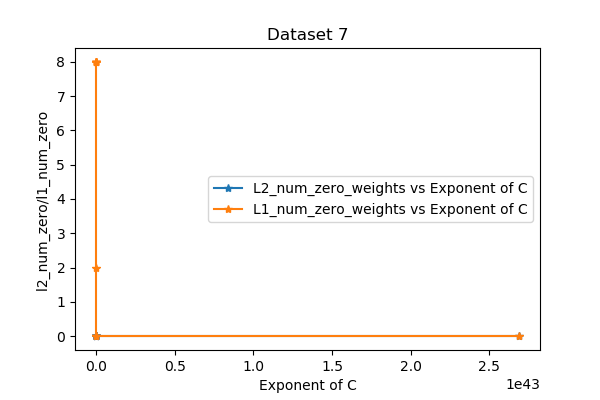 Dataset 7
l2_num_zero/l1_num_zero
8
7
6
5
4
3
2
1
0
L2_num_zero_weights vs Exponent of C
L1_num_zero_weights vs Exponent of C
0.0 0.5 1.0 1.5 2.0 2.5
Exponent of C
1e43